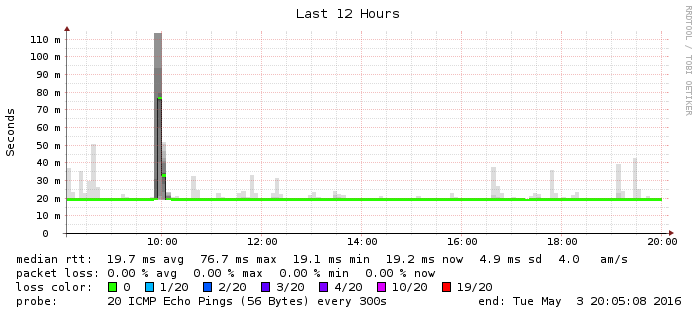 Last 12 Hours
RRDTOOL / TOBI OETIKER
Seconds
110 m
100 m
90 m
80 m
70 m
60 m
50 m
40 m
30 m
20 m
10 m
0
10:00 12:00 14:00 16:00 18:00 20:00
median rtt: 19.7 ms avg 76.7 ms max 19.1 ms min 19.2 ms now 4.9 ms sd 4.0 am/s
packet loss: 0.00 % avg 0.00 % max 0.00 % min 0.00 % now
loss color: 0 1/20 2/20 3/20 4/20 10/20 19/20
probe: 20 ICMP Echo Pings (56 Bytes) every 300s end: Tue May 3 20:05:08 2016